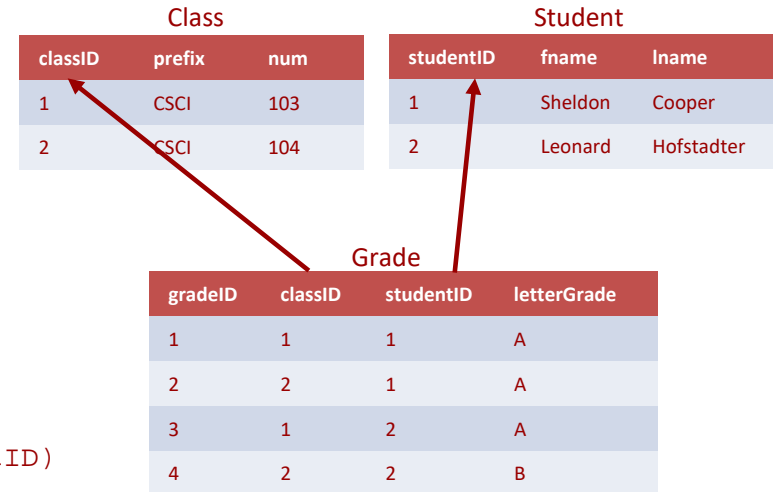 Class
classID prefix num
1 CSCI 103
2 CSCI 104
Student
studentID fname lname
1 Sheldon Cooper
2 Leonard Hofstadter
Grade
gradeID classID studentID letterGrade
1 1 1 A
2 2 1 A
3 1 2 A
4 2 2 B
ID)